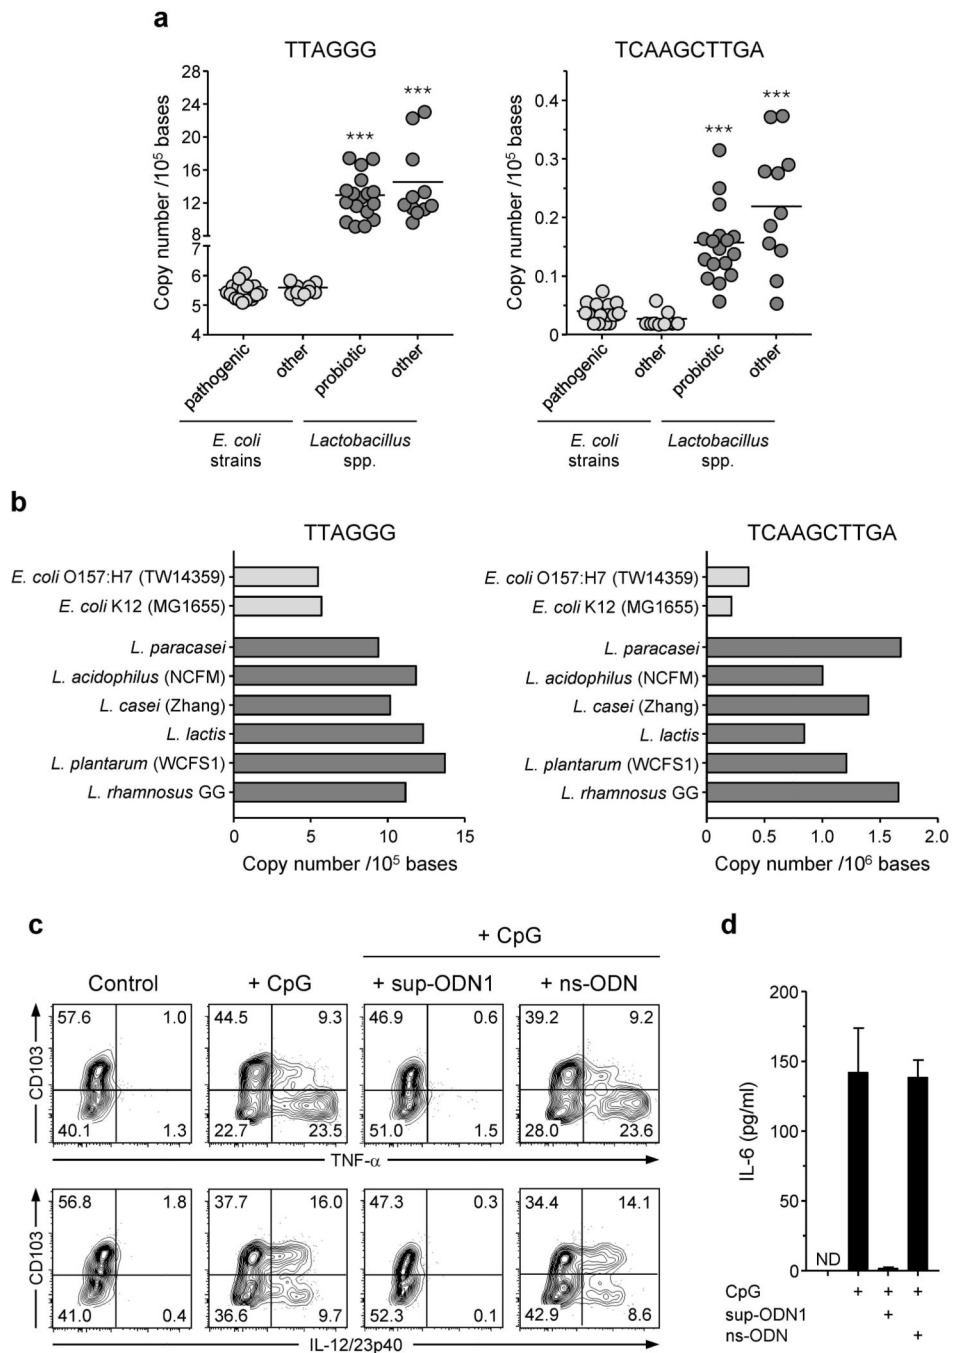 a
TTAGGG
TCAAGCTTGA
Copy number /10⁵ bases
28
24
20
16
12
8
7
6
5
4
***
***
pathogenic
other
probiotic
other
E. coli
strains
Lactobacillus
spp.
Copy number /10⁵ bases
0.4
0.3
0.2
0.1
0
***
***
pathogenic
other
probiotic
other
E. coli
strains
Lactobacillus
spp.
b
TTAGGG
E. coli O157:H7 (TW14359)
E. coli K12 (MG1655)
L. paracasei
L. acidophilus (NCFM)
L. casei (Zhang)
L. lactis
L. plantarum (WCFS1)
L. rhamnosus GG
0 5 10 15
Copy number /10⁵ bases
TCAAGCTTGA
E. coli O157:H7 (TW14359)
E. coli K12 (MG1655)
L. paracasei
L. acidophilus (NCFM)
L. casei (Zhang)
L. lactis
L. plantarum (WCFS1)
L. rhamnosus GG
0 0.5 1.0 1.5 2.0
Copy number /10⁶ bases
c
+ CpG
Control + CpG + sup-ODN1 + ns-ODN
CD103
57.6 1.0 44.5 9.3 46.9 0.6 39.2 9.2
40.1 1.3 22.7 23.5 51.0 1.5 28.0 23.6
TNF-α
CD103
56.8 1.8 37.7 16.0 47.3 0.3 34.4 14.1
41.0 0.4 36.6 9.7 52.3 0.1 42.9 8.6
IL-12/23p40
d
IL-6 (pg/ml)
200
150
100
50
0
ND
CpG + + +
sup-ODN1 +
ns-ODN +